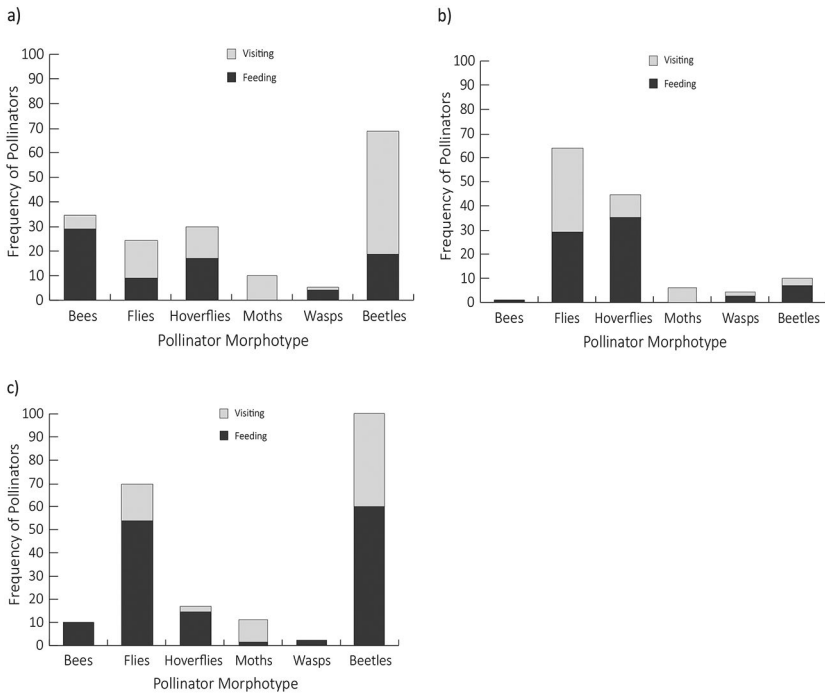 a)
Visiting
Feeding
Frequency of Pollinators
100
90
80
70
60
50
40
30
20
10
0
Bees Flies Hoverflies Moths Wasps Beetles
Pollinator Morphotype
b)
Visiting
Feeding
Frequency of Pollinators
100
90
80
70
60
50
40
30
20
10
0
Bees Flies Hoverflies Moths Wasps Beetles
Pollinator Morphotype
c)
Visiting
Feeding
Frequency of Pollinators
100
90
80
70
60
50
40
30
20
10
0
Bees Flies Hoverflies Moths Wasps Beetles
Pollinator Morphotype